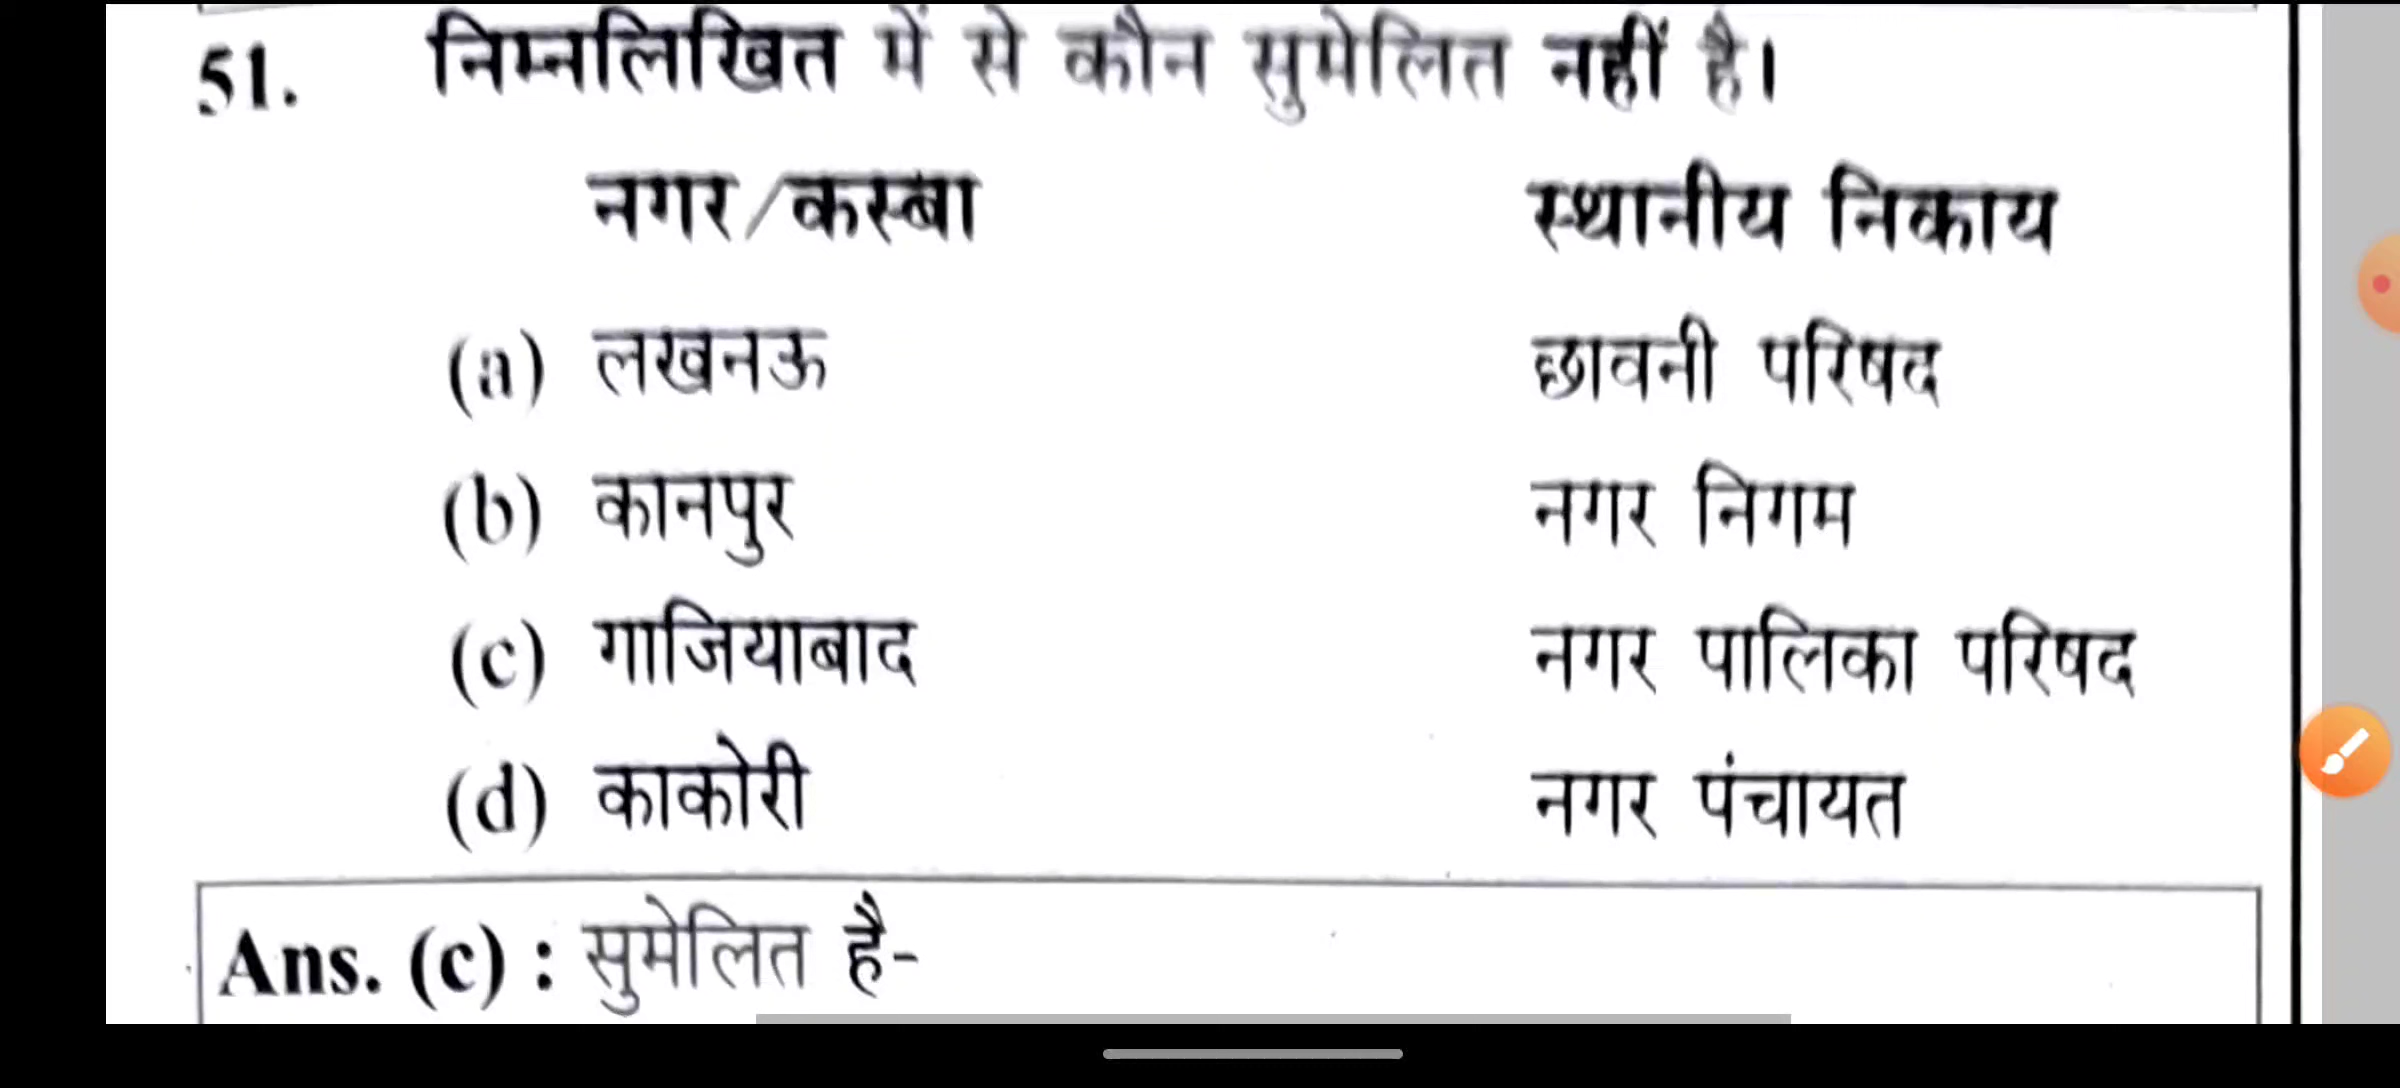 51. निम्नलिखित में से कौन सुमेलित नहीं है।
नगर/कस्बा स्थानीय निकाय
(a) लखनऊ छावनी परिषद
(b) कानपुर नगर निगम
(c) गाजियाबाद नगर पालिका परिषद
(d) काकोरी नगर पंचायत
Ans. (c) : सुमेलित है-